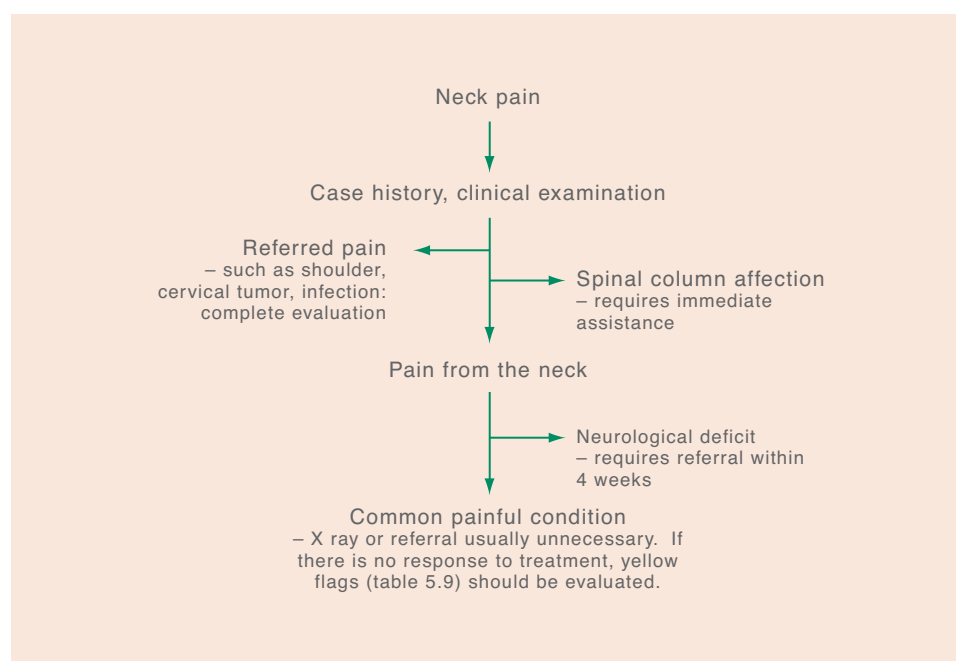 Neck pain
Case history, clinical examination
Referred pain
– such as shoulder,
cervical tumor, infection:
complete evaluation
Spinal column affection
– requires immediate
assistance
Pain from the neck
Neurological deficit
– requires referral within
4 weeks
Common painful condition
– X ray or referral usually unnecessary. If
there is no response to treatment, yellow
flags (table 5.9) should be evaluated.